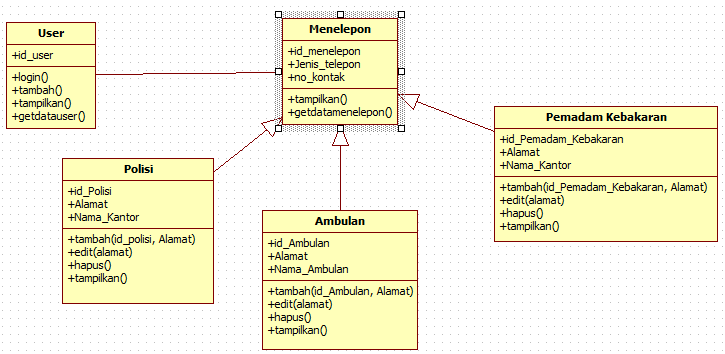 User
+id_user
+login()
+tambah()
+tampilkan()
+getdatauser()
Menelepon
+id_menelepon
+Jenis_telepon
+no_kontak
+tampilkan()
+getdatamenelepon()
Pemadam Kebakaran
+id_Pemadam_Kebakaran
+Alamat
+Nama_Kantor
+tambah(id_Pemadam_Kebakaran, Alamat)
+edit(alamat)
+hapus()
+tampilkan()
Polisi
+id_Polisi
+Alamat
+Nama_Kantor
+tambah(id_polisi, Alamat)
+edit(alamat)
+hapus()
+tampilkan()
Ambulan
+id_Ambulan
+Alamat
+Nama_Ambulan
+tambah(id_Ambulan, Alamat)
+edit(alamat)
+hapus()
+tampilkan()